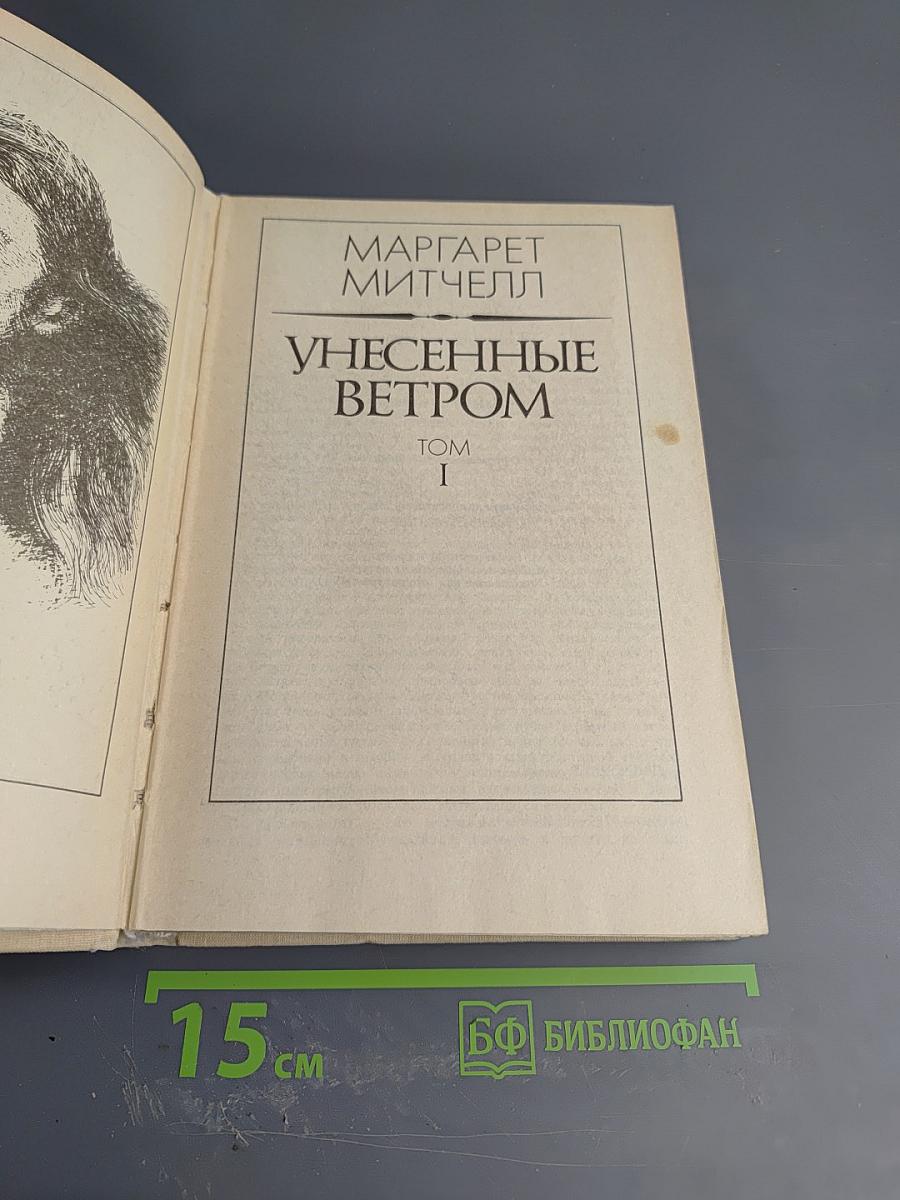 МАРГАРЕТ
МИТЧЕЛЛ
УНЕСЕННЫЕ
ВЕТРОМ
ТОМ
I
15 см
БФ БИБЛИОФАН